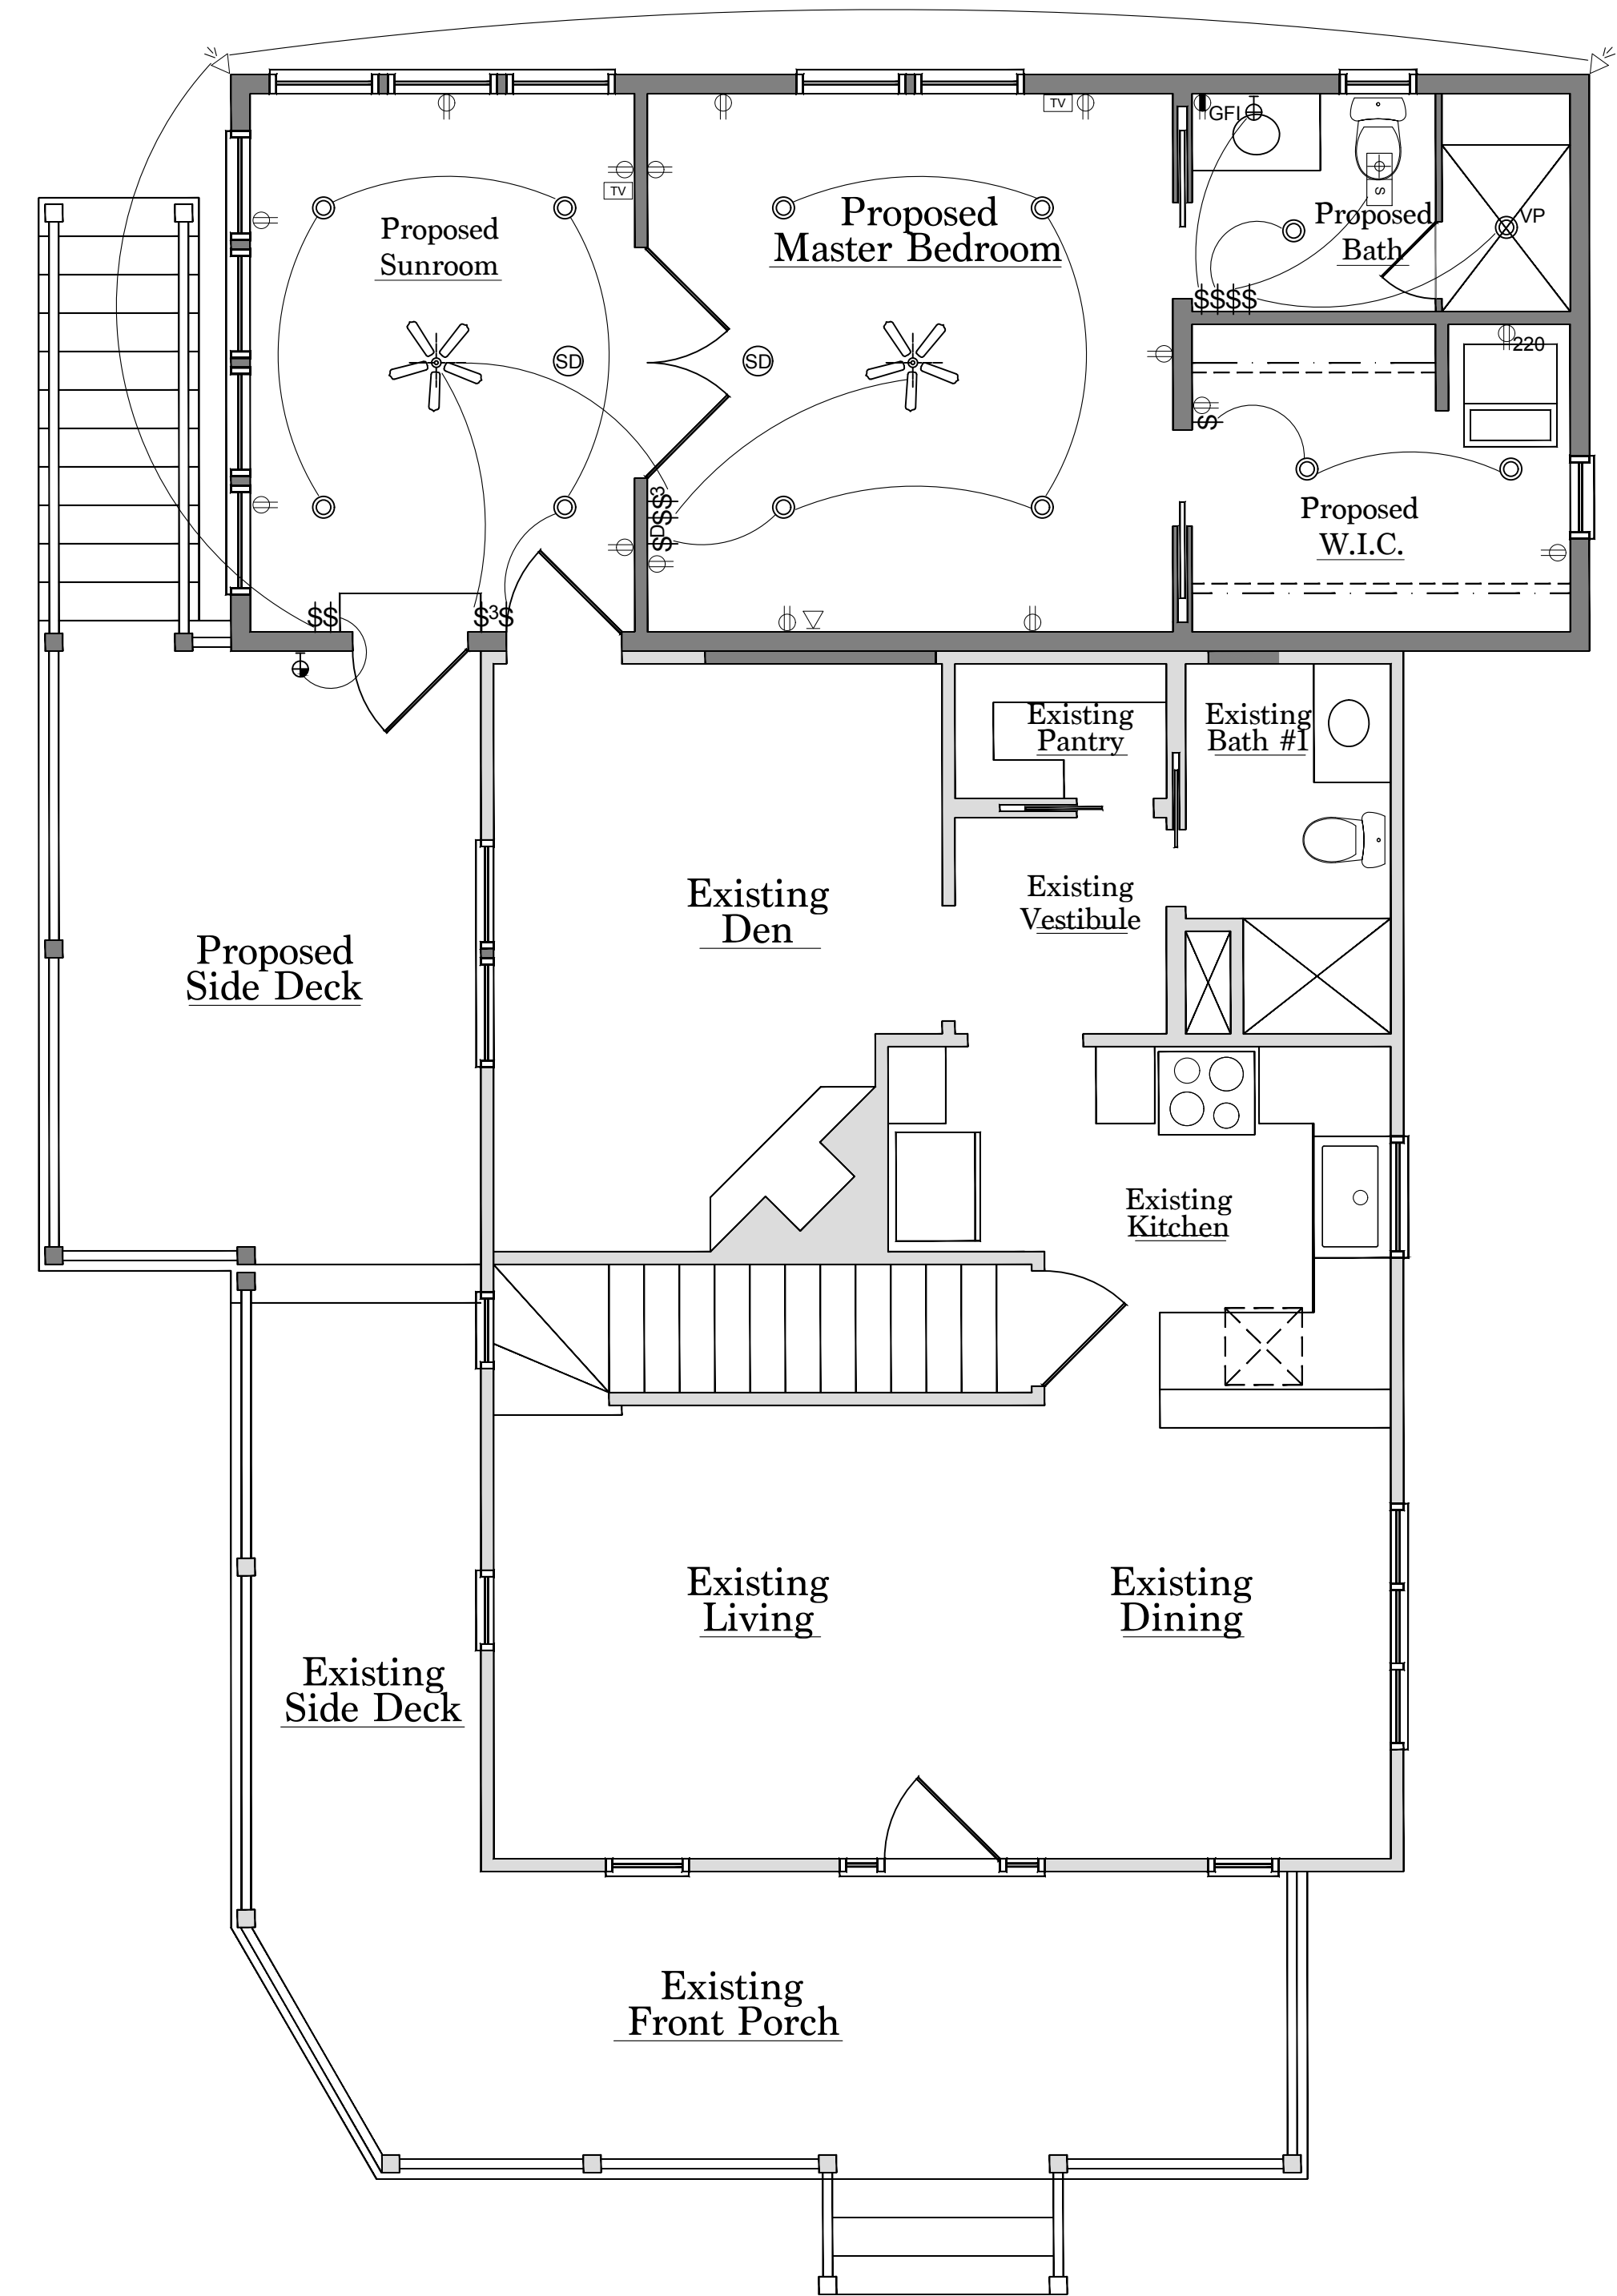 TV
GFI
TV
Proposed
Sunroom
Proposed
Master Bedroom
S
Proposed
Bath
VP
$$$$
SD
SD
220
$
$D$$3
Proposed
W.I.C.
$$
$3$
Existing
Pantry
Existing
Bath #1
Existing
Den
Existing
Vestibule
Proposed
Side Deck
Existing
Kitchen
Existing
Living
Existing
Dining
Existing
Side Deck
Existing
Front Porch